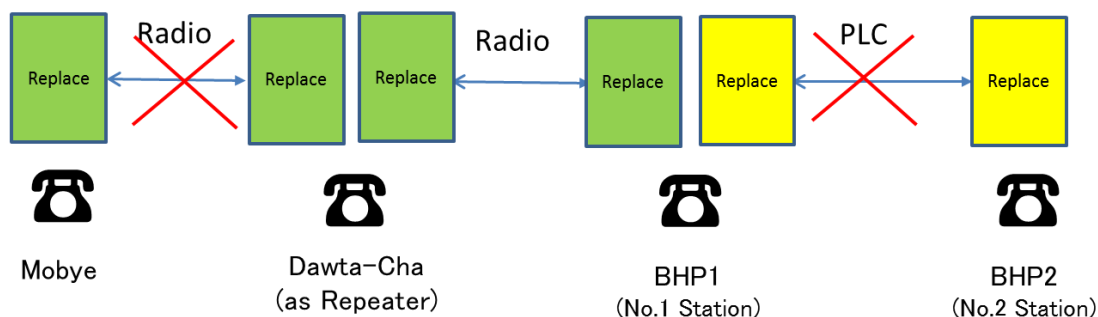 Radio
Radio
PLC
Replace
Replace
Replace
Replace
Replace
Replace
Mobye
Dawta-Cha
(as Repeater)
BHP1
(No.1 Station)
BHP2
(No.2 Station)